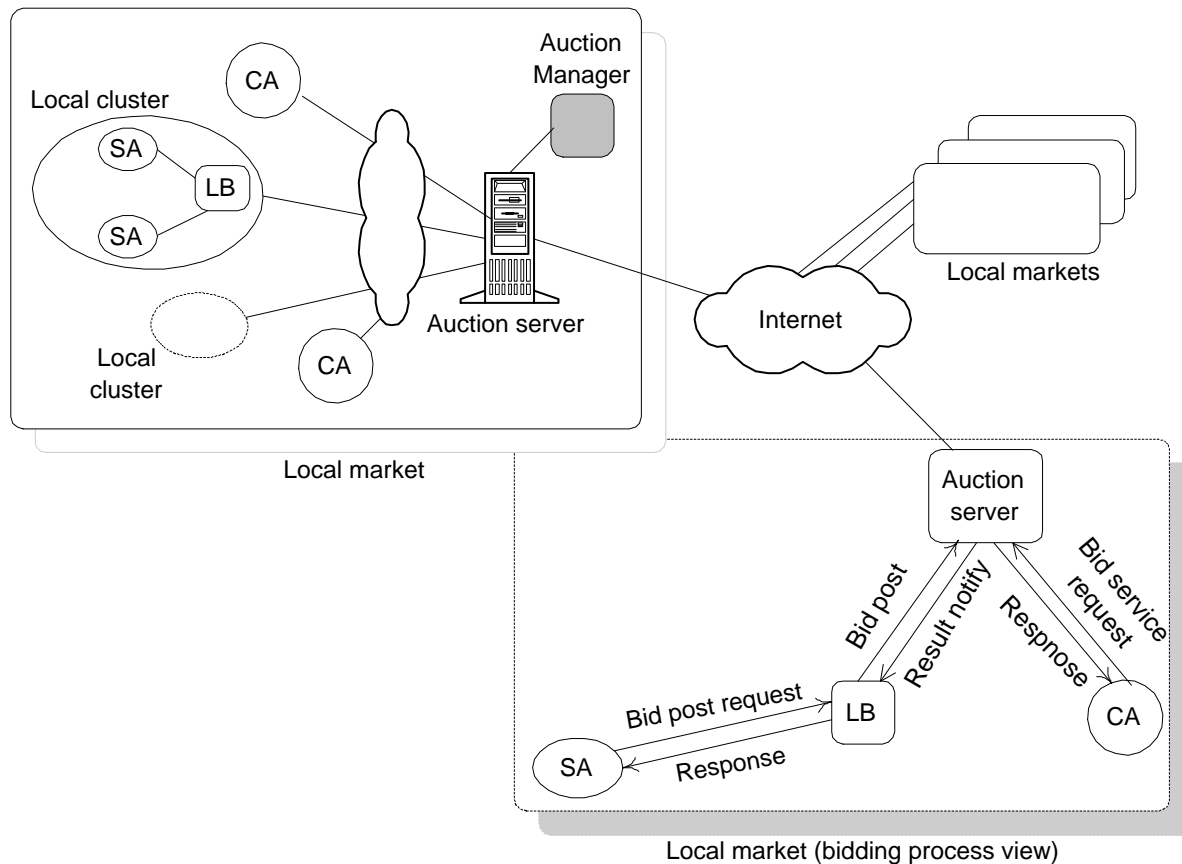 Auction
Manager
CA
Local cluster
SA
LB
SA
Local markets
Internet
Auction server
Local
cluster
CA
Local market
Auction
server
Bid post
Result notify
Bid service
request
Respnose
Bid post request
LB
CA
SA
Response
Local market (bidding process view)